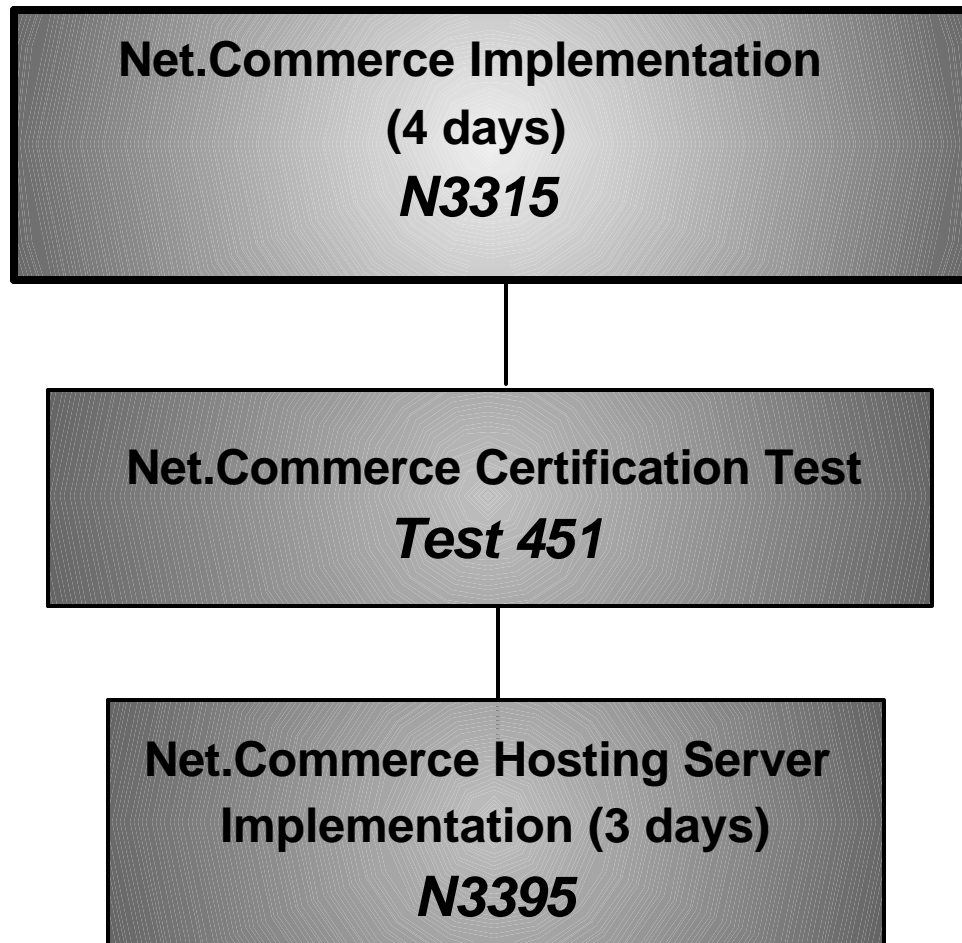 Net.Commerce Implementation
(4 days)
N3315
Net.Commerce Certification Test
Test 451
Net.Commerce Hosting Server
Implementation (3 days)
N3395